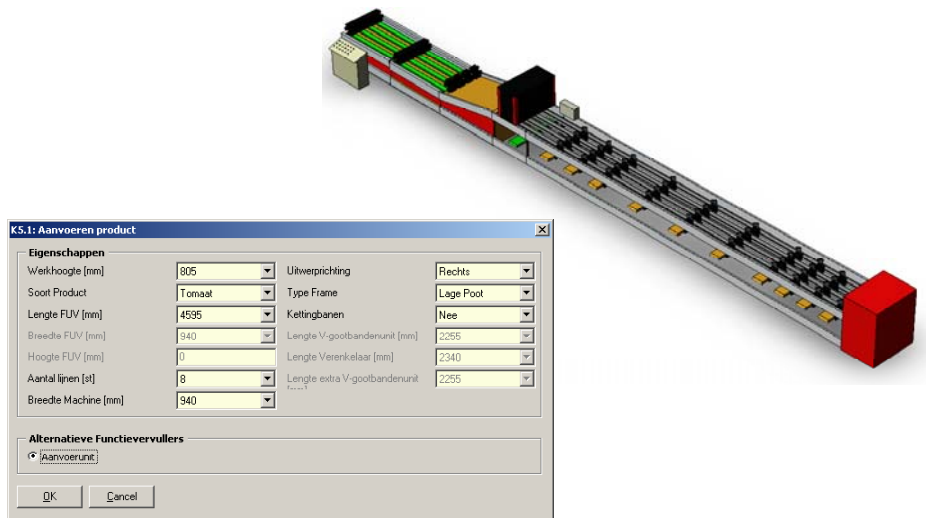 K5.1: Aanvoeren product
Eigenschappen
Werkhoogte [mm] 805 Uitwerprichting Rechts
Soort Product Tomaat Type Frame Lage Poot
Lengte FUV [mm] 4595 Kettingbanen Nee
Breedte FUV [mm] 940 Lengte V-gootbandenunit [mm] 2255
Hoogte FUV [mm] 0 Lengte Verenkelaar [mm] 2340
Aantal lijnen [st] 8 Lengte extra V-gootbandenunit 2255
Breedte Machine [mm] 940
Alternatieve Functievervullers
Aanvoerunit
OK Cancel